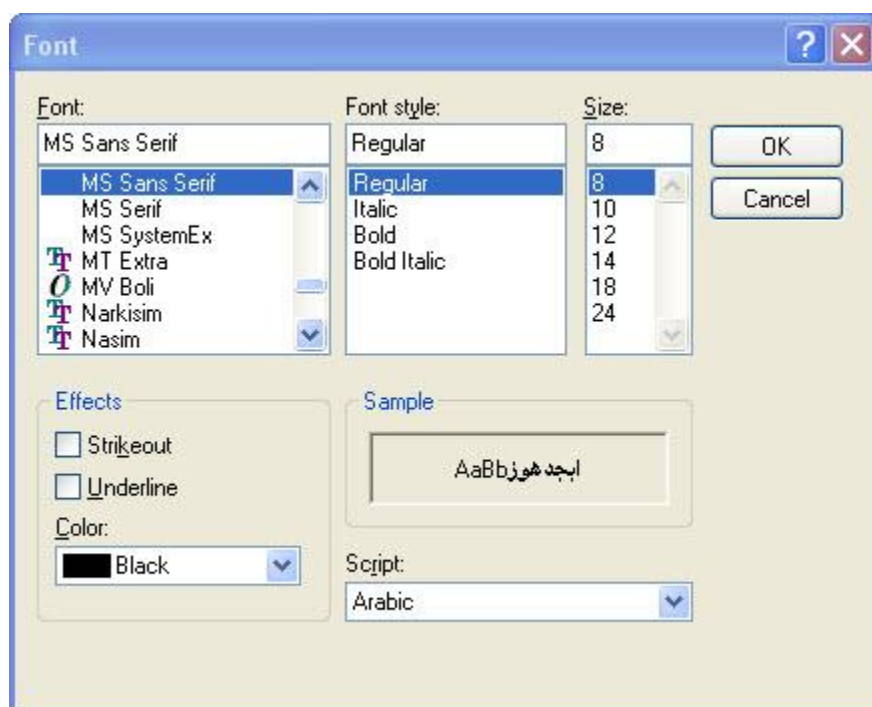 Font
Font:
MS Sans Serif
MS Sans Serif
MS Serif
MS SystemEx
MT Extra
MV Boli
Narkisim
Nasim
Font style:
Regular
Regular
Italic
Bold
Bold Italic
Size:
8
8
10
12
14
18
24
OK
Cancel
Effects
Strikeout
Underline
Color:
Black
Sample
AaBbابجدهوز
Script:
Arabic